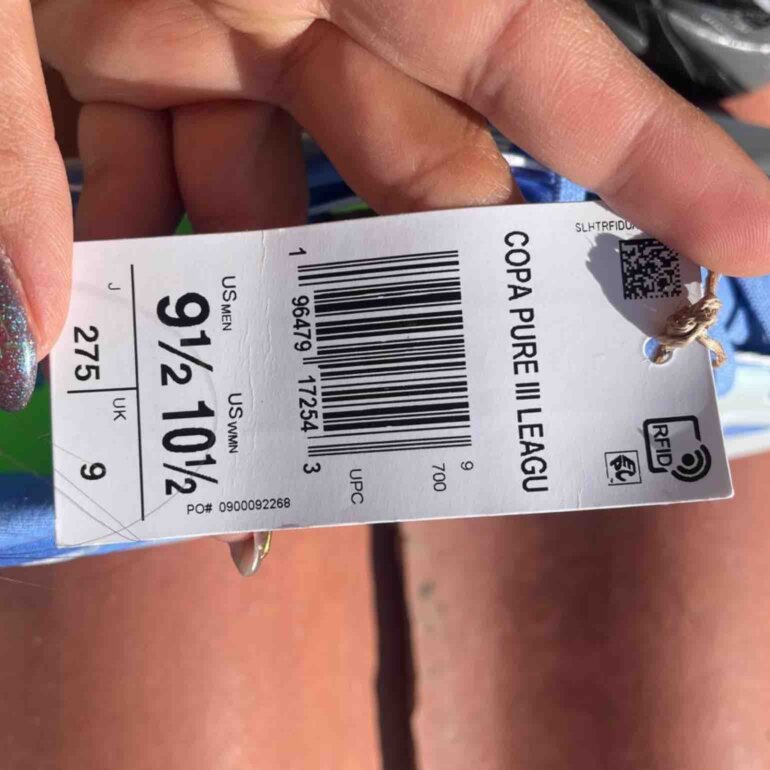 SLHTRFIDU
COPA PURE III LEAGU
RFID
9
700
1 96479 17254 3
UPC
US MEN
9½
US WMN
10½
PO# 0900092268
J
275
UK
9